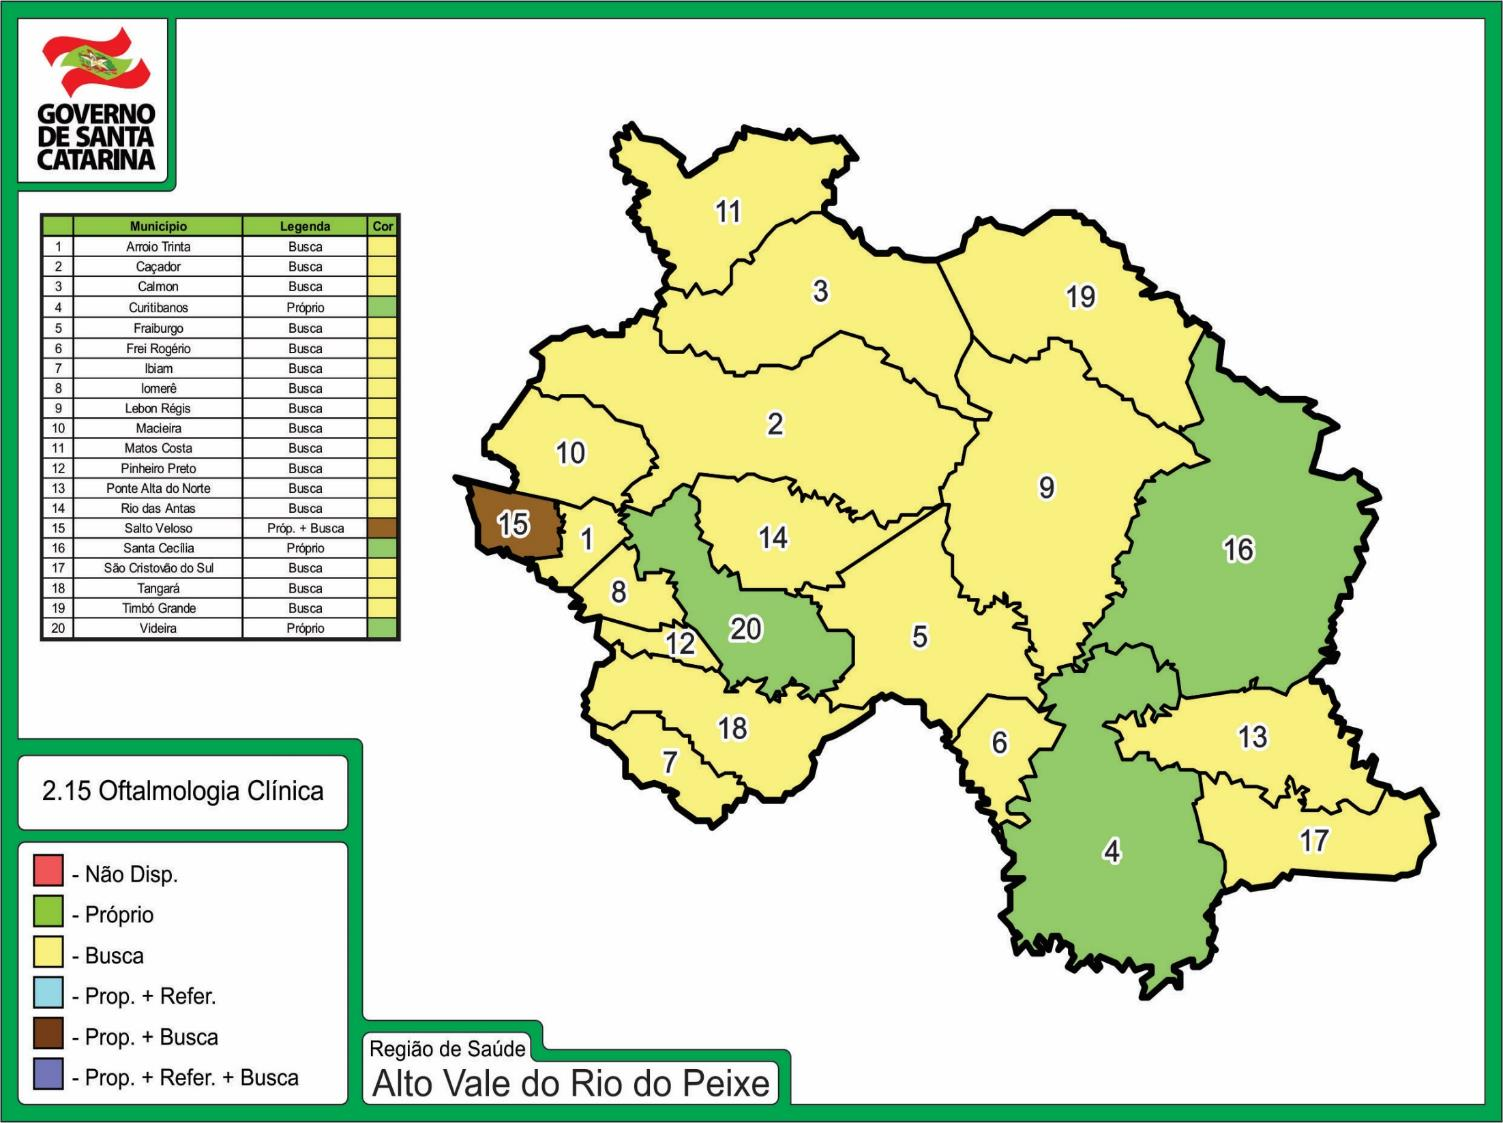 GOVERNO
DE SANTA
CATARINA
Município Legenda Cor
1 Arroio Trinta Busca
2 Caçador Busca
3 Calmon Busca
4 Curitibanos Próprio
5 Fraiburgo Busca
6 Frei Rogério Busca
7 Ibiam Busca
8 Iomerê Busca
9 Lebon Régis Busca
10 Macieira Busca
11 Matos Costa Busca
12 Pinheiro Preto Busca
13 Ponte Alta do Norte Busca
14 Rio das Antas Busca
15 Salto Veloso Próp. + Busca
16 Santa Cecília Próprio
17 São Cristovão do Sul Busca
18 Tangará Busca
19 Timbó Grande Busca
20 Videira Próprio
11
3
19
2
10
9
15
1
14
16
8
20
12
5
18
6
13
7
4
17
2.15 Oftalmologia Clínica
- Não Disp.
- Próprio
- Busca
- Prop. + Refer.
- Prop. + Busca
- Prop. + Refer. + Busca
Região de Saúde
Alto Vale do Rio do Peixe